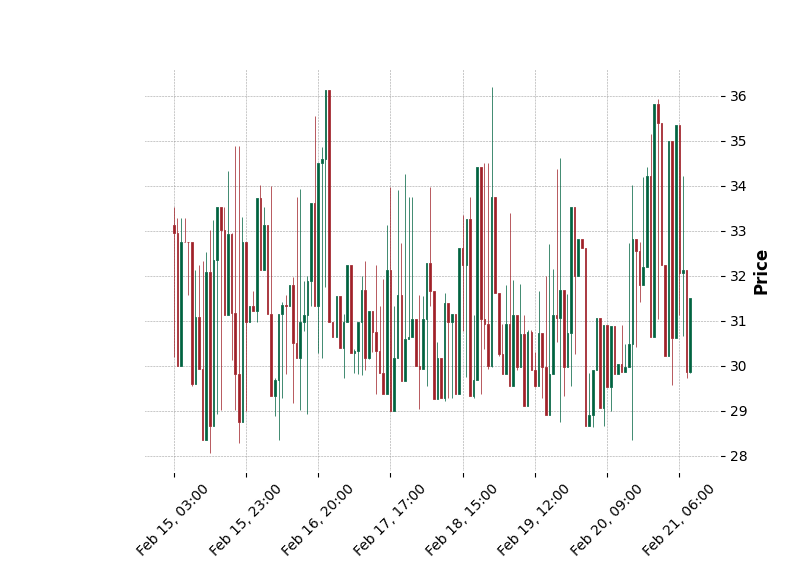 36
35
34
33
32
31
30
29
28
Price
Feb 15, 03:00
Feb 15, 23:00
Feb 16, 20:00
Feb 17, 17:00
Feb 18, 15:00
Feb 19, 12:00
Feb 20, 09:00
Feb 21, 06:00